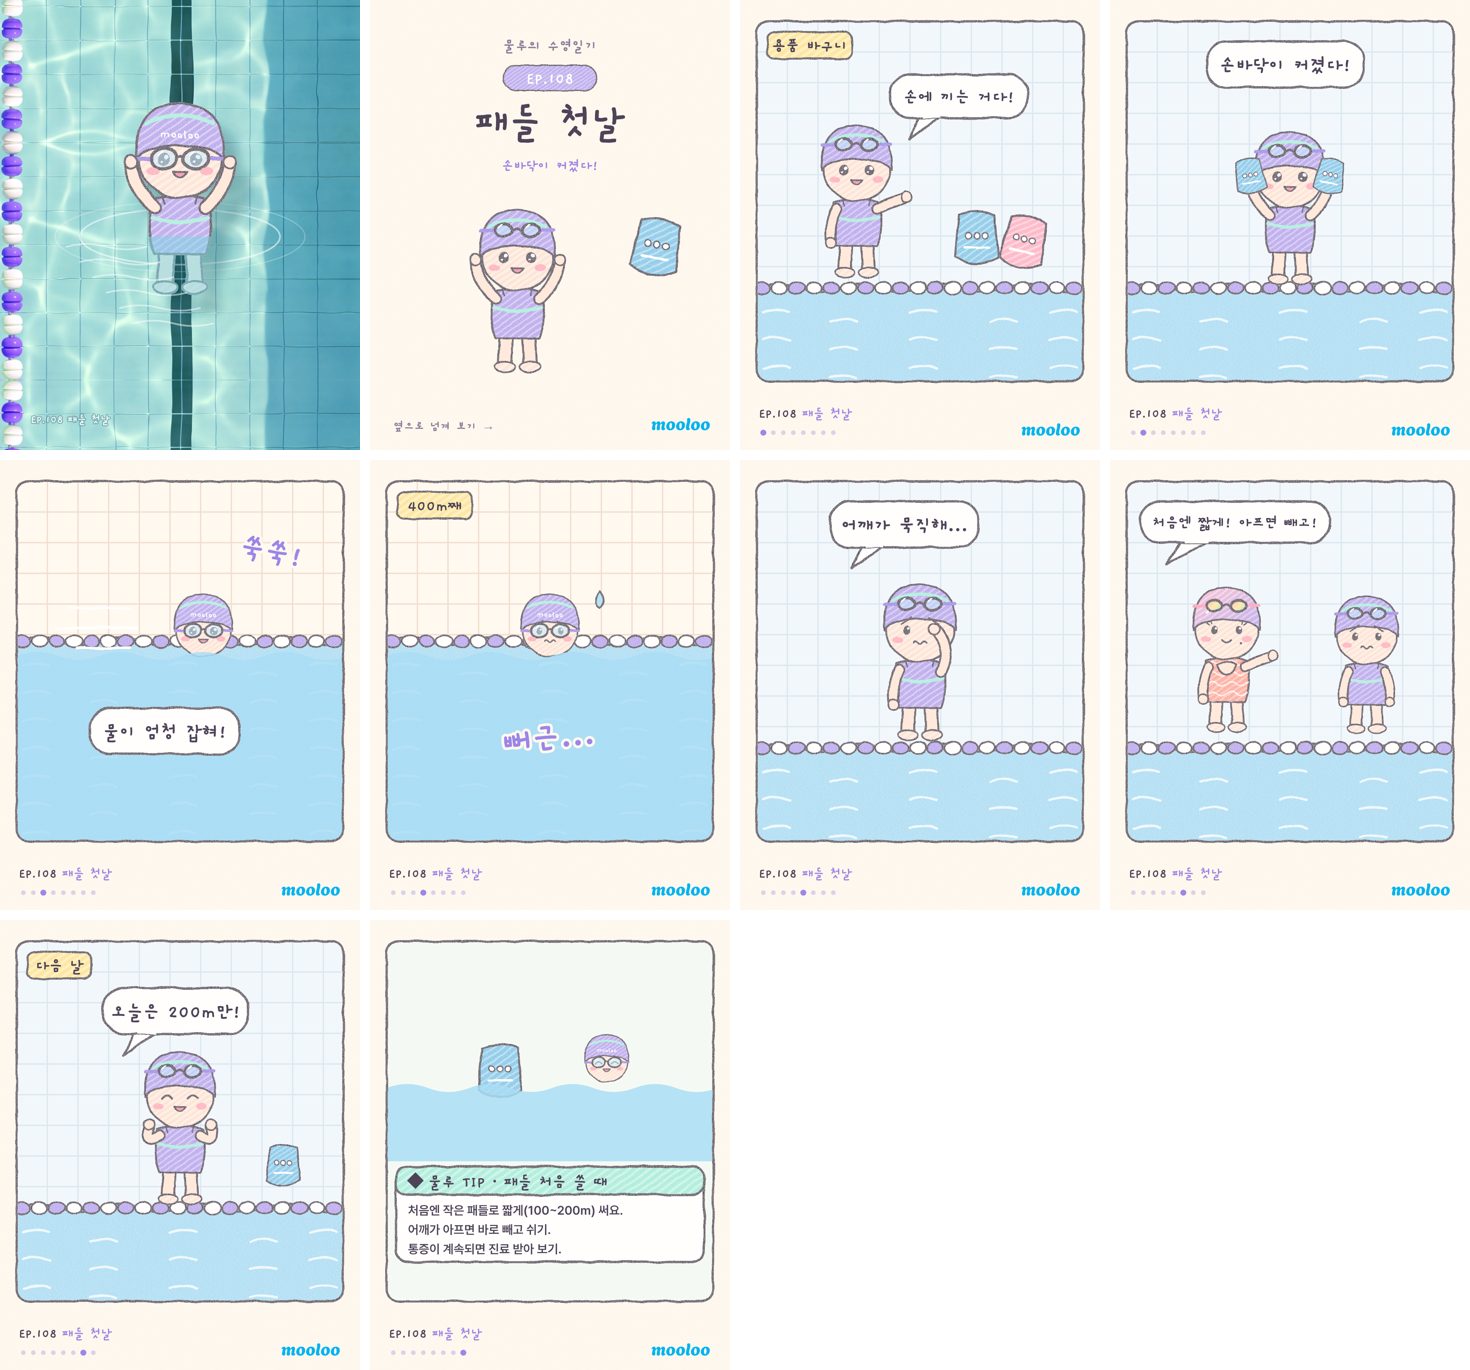 mooloo
EP.108 패들 첫날
물루의 수영일기
EP.108
패들 첫날
손바닥이 커졌다!
옆으로 넘겨 보기 →
mooloo
용품 바구니
손에 끼는 거다!
EP.108 패들 첫날
mooloo
손바닥이 커졌다!
EP.108 패들 첫날
mooloo
쑥쑥!
mooloo
물이 엄청 잡혀!
EP.108 패들 첫날
mooloo
400m째
mooloo
뻐근...
EP.108 패들 첫날
mooloo
어깨가 묵직해...
EP.108 패들 첫날
mooloo
처음엔 짧게! 아프면 빼고!
EP.108 패들 첫날
mooloo
다음 날
오늘은 200m만!
EP.108 패들 첫날
mooloo
mooloo
◆ 물루 TIP · 패들 처음 쓸 때
처음엔 작은 패들로 짧게(100~200m) 써요.
어깨가 아프면 바로 빼고 쉬기.
통증이 계속되면 진료 받아 보기.
EP.108 패들 첫날
mooloo